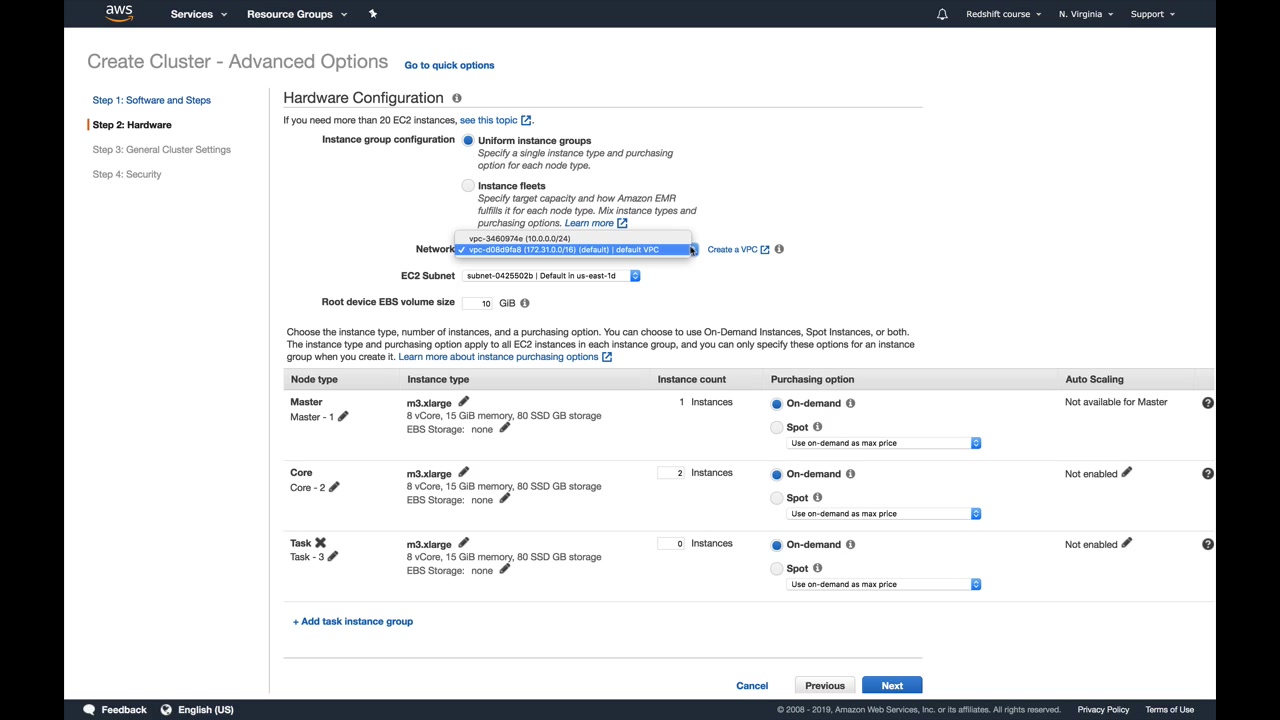 aws Services Resource Groups Redshift course N. Virginia Support
Create Cluster - Advanced Options Go to quick options
Step 1: Software and Steps
Step 2: Hardware
Step 3: General Cluster Settings
Step 4: Security
Hardware Configuration
If you need more than 20 EC2 instances, see this topic .
Instance group configuration Uniform instance groups
Specify a single instance type and purchasing
option for each node type.
Instance fleets
Specify target capacity and how Amazon EMR
fulfills it for each node type. Mix instance types and
purchasing options. Learn more
vpc-3460974e (10.0.0.0/24)
Network ✓ vpc-d08d9fa8 (172.31.0.0/16) (default) | default VPC Create a VPC
EC2 Subnet subnet-0425502b | Default in us-east-1d
Root device EBS volume size 10 GiB
Choose the instance type, number of instances, and a purchasing option. You can choose to use On-Demand Instances, Spot Instances, or both.
The instance type and purchasing option apply to all EC2 instances in each instance group, and you can only specify these options for an instance
group when you create it. Learn more about instance purchasing options
Node type Instance type Instance count Purchasing option Auto Scaling
Master m3.xlarge 1 Instances On-demand Not available for Master
Master - 1 8 vCore, 15 GiB memory, 80 SSD GB storage
EBS Storage: none Spot
Use on-demand as max price
Core m3.xlarge 2 Instances On-demand Not enabled
Core - 2 8 vCore, 15 GiB memory, 80 SSD GB storage
EBS Storage: none Spot
Use on-demand as max price
Task m3.xlarge 0 Instances On-demand Not enabled
Task - 3 8 vCore, 15 GiB memory, 80 SSD GB storage
EBS Storage: none Spot
Use on-demand as max price
+ Add task instance group
Cancel Previous Next
Feedback English (US) © 2008 - 2019, Amazon Web Services, Inc. or its affiliates. All rights reserved. Privacy Policy Terms of Use